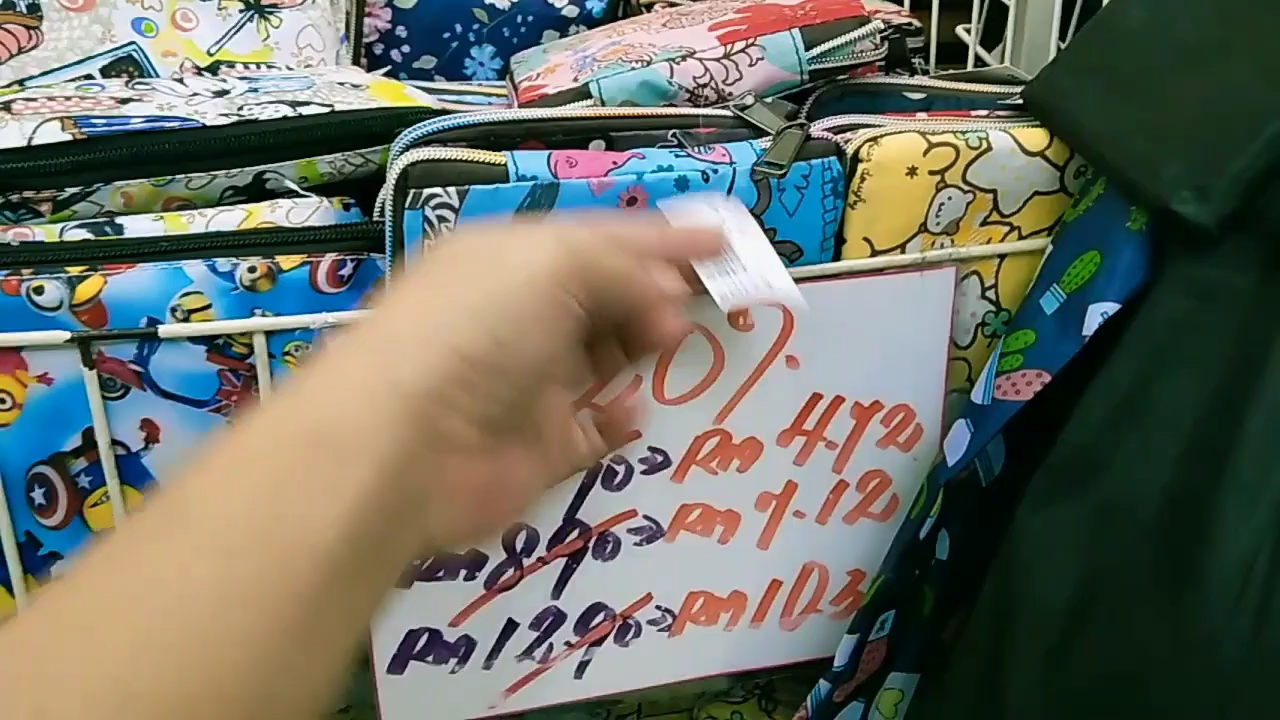 0%
90 → RM 4.72
RM 8.90 → RM 7.12
RM 12.90 → RM 10.3